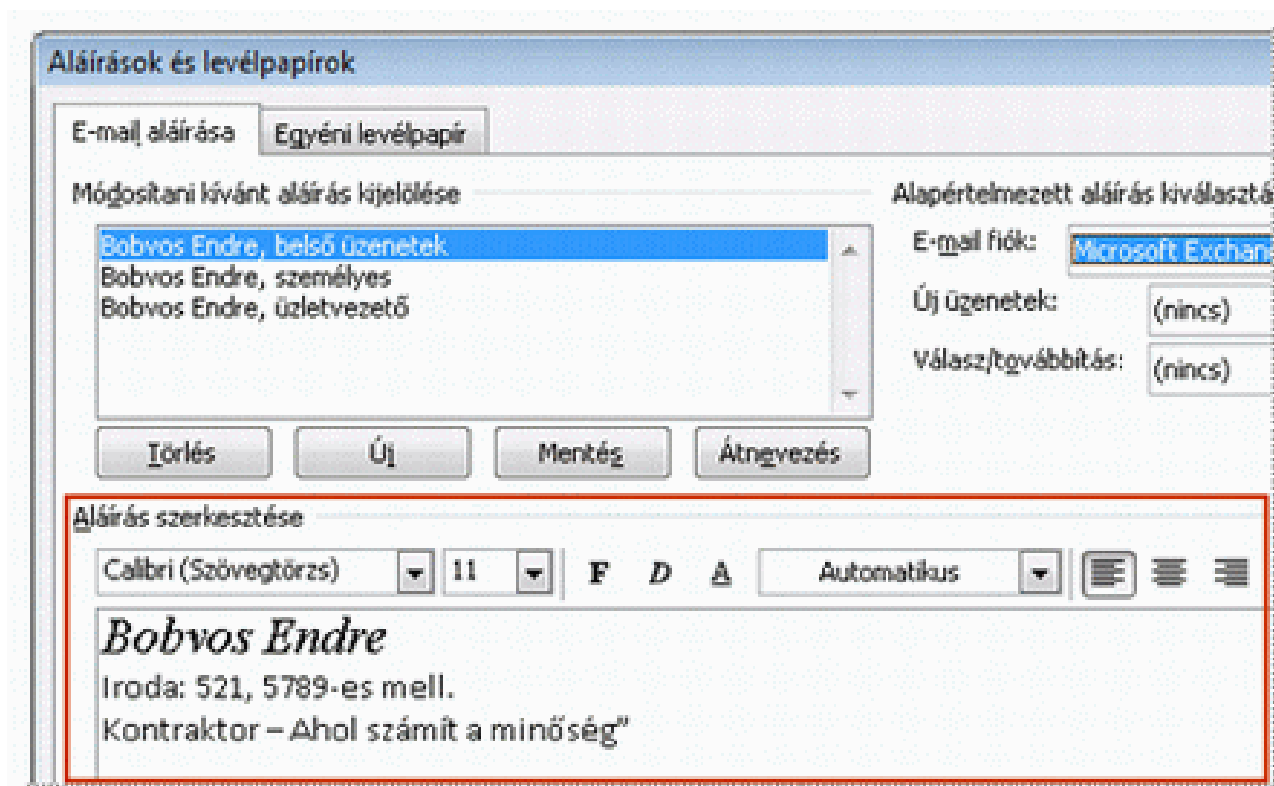 Aláírások és levélpapírok
E-mail aláírása Egyéni levélpapír
Módosítani kívánt aláírás kijelölése Alapértelmezett aláírás
Bobvos Endre, belső üzenetek
Bobvos Endre, személyes
Bobvos Endre, üzletvezető
E-mail fiók: Microsoft
Új üzenetek: (nincs)
Válasz/továbbítás: (nincs)
Törlés Új Mentés Átnevezés
Aláírás szerkesztése
Calibri (Szövegtörzs) 11 F D A Automatikus
Bobvos Endre
Iroda: 521, 5789-es mell.
Kontraktor – Ahol számít a minőség”